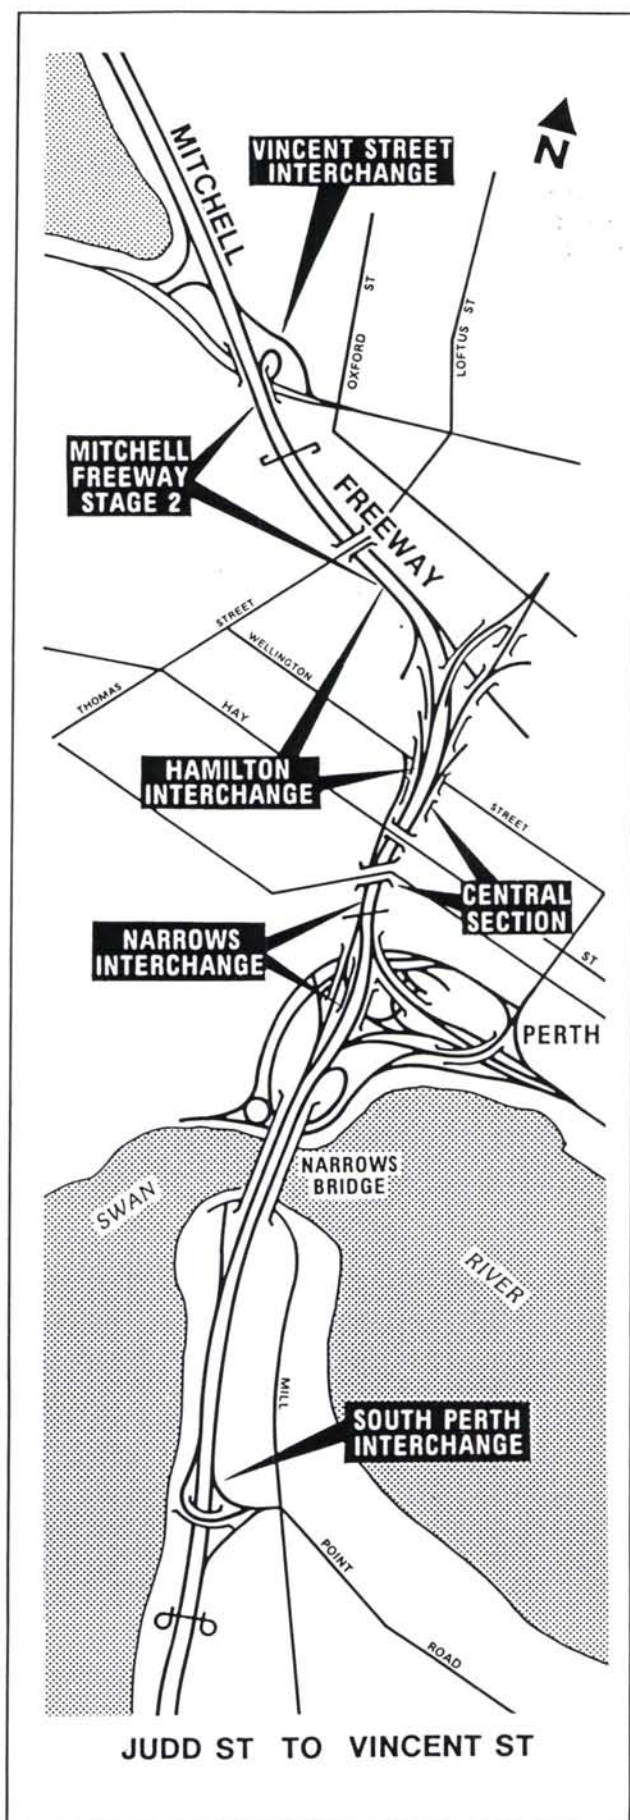 MITCHELL
VINCENT STREET
INTERCHANGE
N
OXFORD ST
LOFTUS ST
MITCHELL
FREEWAY
STAGE 2
FREEWAY
THOMAS STREET
WELLINGTON
HAY
HAMILTON
INTERCHANGE
STREET
CENTRAL
SECTION
ST
NARROWS
INTERCHANGE
PERTH
NARROWS
BRIDGE
SWAN
RIVER
MILL
SOUTH PERTH
INTERCHANGE
POINT
ROAD
JUDD ST TO VINCENT ST